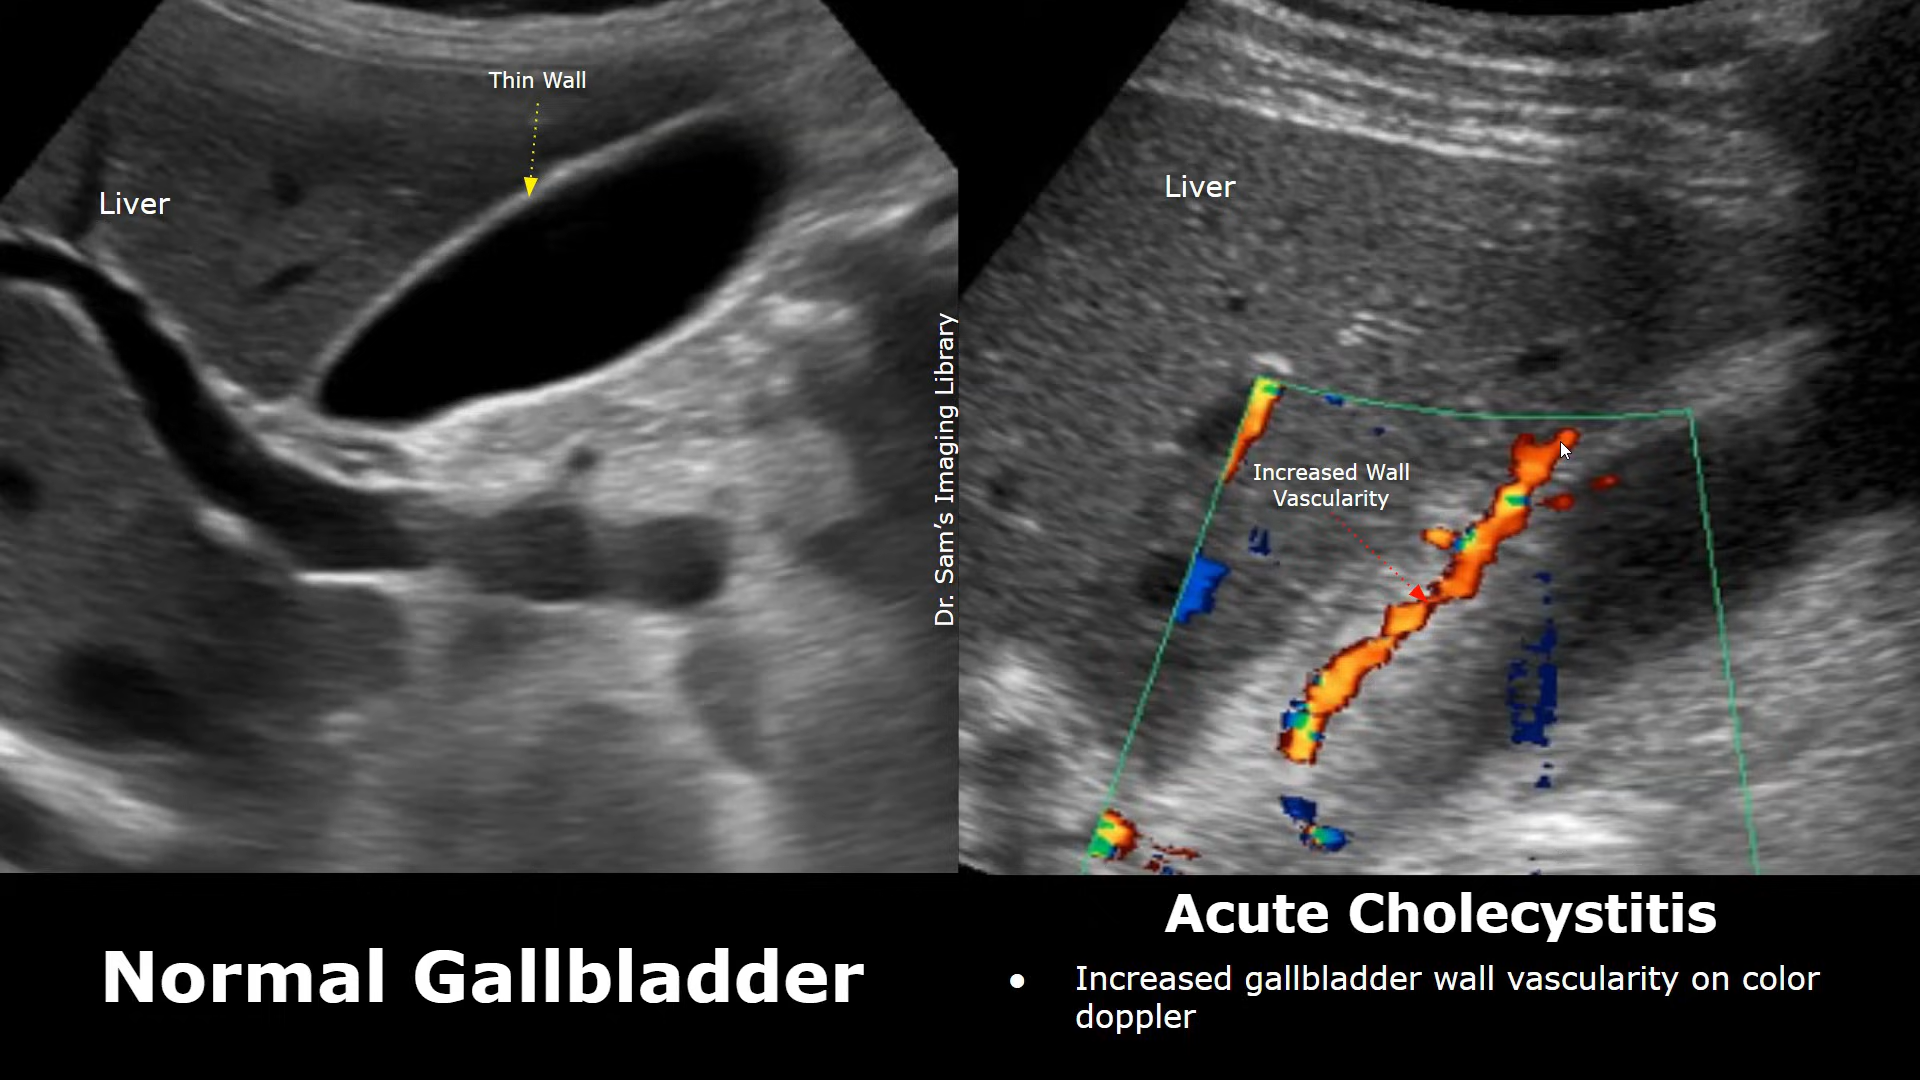 Thin Wall
Liver
Normal Gallbladder
Dr. Sam’s Imaging Library
Liver
Increased Wall
Vascularity
Acute Cholecystitis
● Increased gallbladder wall vascularity on color
doppler